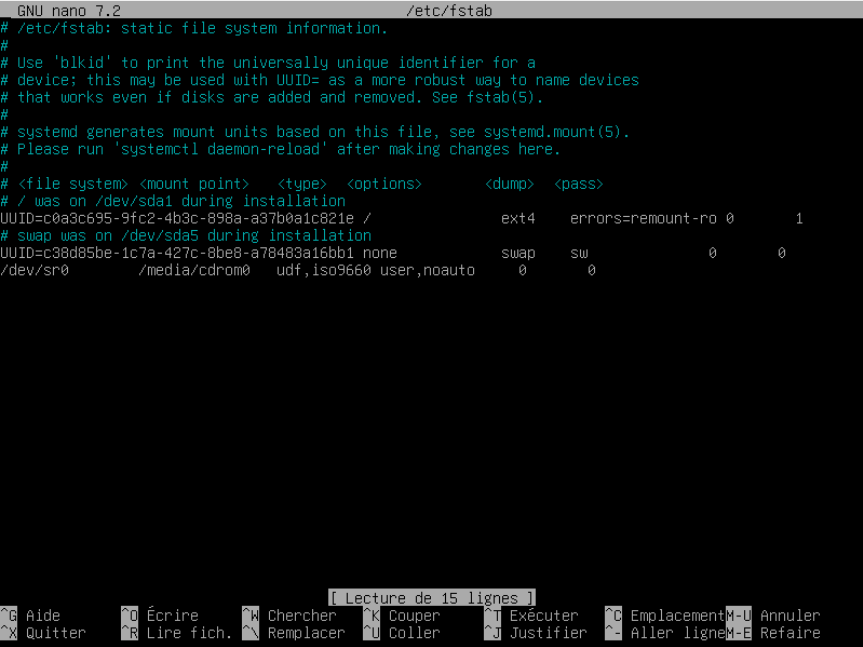 GNU nano 7.2 /etc/fstab
# /etc/fstab: static file system information.
#
# Use 'blkid' to print the universally unique identifier for a
# device; this may be used with UUID= as a more robust way to name devices
# that works even if disks are added and removed. See fstab(5).
#
# systemd generates mount units based on this file, see systemd.mount(5).
# Please run 'systemctl daemon-reload' after making changes here.
#
# <file system> <mount point>   <type>  <options>       <dump>  <pass>
# / was on /dev/sda1 during installation
UUID=c0a3c695-9fc2-4b3c-898a-a37b0a1c821e /               ext4    errors=remount-ro 0       1
# swap was on /dev/sda5 during installation
UUID=c38d85be-1c7a-427c-8be8-a78483a16bb1 none            swap    sw              0       0
/dev/sr0        /media/cdrom0   udf,iso9660 user,noauto     0       0
[ Lecture de 15 lignes ]
^G Aide ^O Écrire ^W Chercher ^K Couper ^T Exécuter ^C Emplacement M-U Annuler
^X Quitter ^R Lire fich. ^\ Remplacer ^U Coller ^J Justifier ^- Aller ligne M-E Refaire